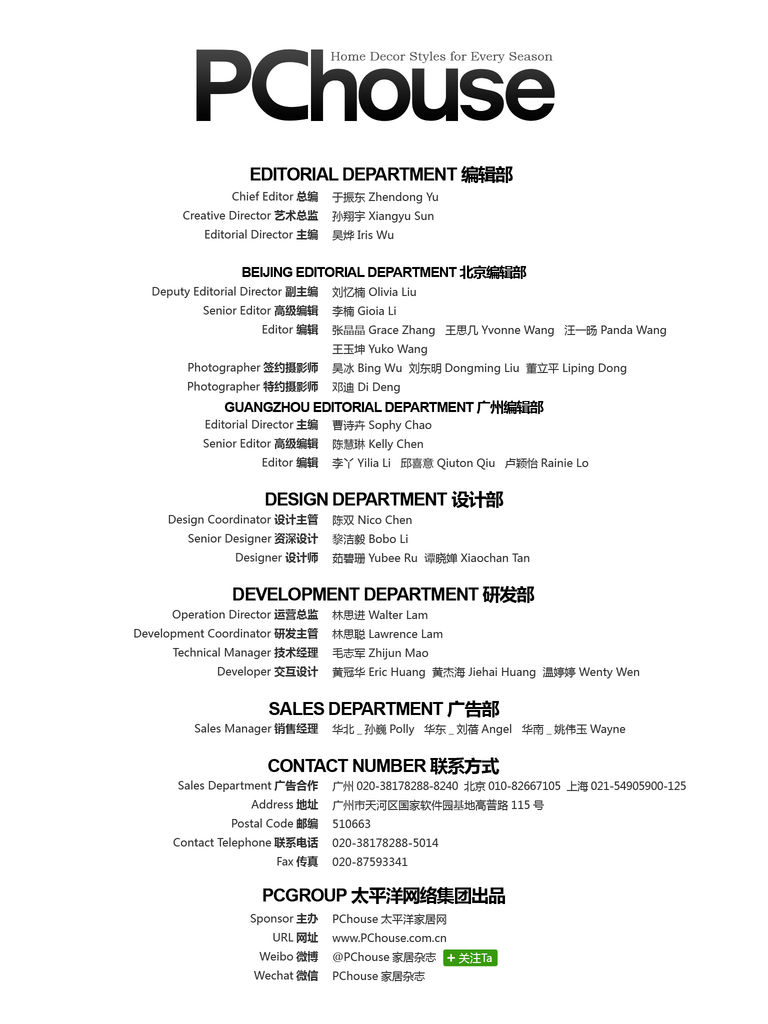 Home Decor Styles for Every Season
PChouse
EDITORIAL DEPARTMENT 编辑部
Chief Editor 总编 于振东 Zhendong Yu
Creative Director 艺术总监 孙翔宇 Xiangyu Sun
Editorial Director 主编 吴烨 Iris Wu
BEIJING EDITORIAL DEPARTMENT 北京编辑部
Deputy Editorial Director 副主编 刘忆楠 Olivia Liu
Senior Editor 高级编辑 李楠 Gioia Li
Editor 编辑 张晶晶 Grace Zhang 王思几 Yvonne Wang 汪一旸 Panda Wang
王玉坤 Yuko Wang
Photographer 签约摄影师 吴冰 Bing Wu 刘东明 Dongming Liu 董立平 Liping Dong
Photographer 特约摄影师 邓迪 Di Deng
GUANGZHOU EDITORIAL DEPARTMENT 广州编辑部
Editorial Director 主编 曹诗卉 Sophy Chao
Senior Editor 高级编辑 陈慧琳 Kelly Chen
Editor 编辑 李丫 Yilia Li 邱喜意 Qiuton Qiu 卢颖怡 Rainie Lo
DESIGN DEPARTMENT 设计部
Design Coordinator 设计主管 陈双 Nico Chen
Senior Designer 资深设计 黎洁毅 Bobo Li
Designer 设计师 茹碧珊 Yubee Ru 谭晓婵 Xiaochan Tan
DEVELOPMENT DEPARTMENT 研发部
Operation Director 运营总监 林思进 Walter Lam
Development Coordinator 研发主管 林思聪 Lawrence Lam
Technical Manager 技术经理 毛志军 Zhijun Mao
Developer 交互设计 黄冠华 Eric Huang 黄杰海 Jiehai Huang 温婷婷 Wenty Wen
SALES DEPARTMENT 广告部
Sales Manager 销售经理 华北 _ 孙巍 Polly 华东 _ 刘蓓 Angel 华南 _ 姚伟玉 Wayne
CONTACT NUMBER 联系方式
Sales Department 广告合作 广州 020-38178288-8240 北京 010-82667105 上海 021-54905900-125
Address 地址 广州市天河区国家软件园基地高普路 115 号
Postal Code 邮编 510663
Contact Telephone 联系电话 020-38178288-5014
Fax 传真 020-87593341
PCGROUP 太平洋网络集团出品
Sponsor 主办 PChouse 太平洋家居网
URL 网址 www.PChouse.com.cn
Weibo 微博 @PChouse 家居杂志 + 关注Ta
Wechat 微信 PChouse 家居杂志